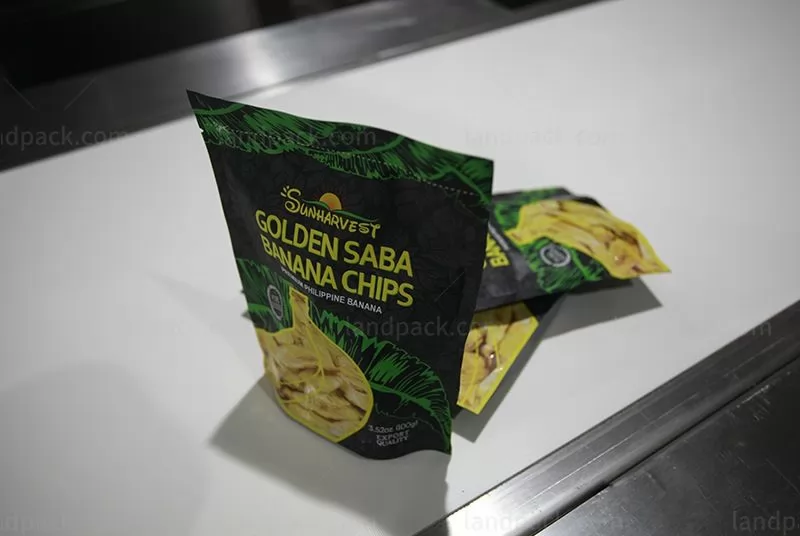 landpack.com
landpack.com
SUNHARVEST
GOLDEN SABA
BANANA CHIPS
PREMIUM PHILIPPINE BANANA
3.52oz (100g)
EXPORT
QUALITY
landpack.com
landpack.com